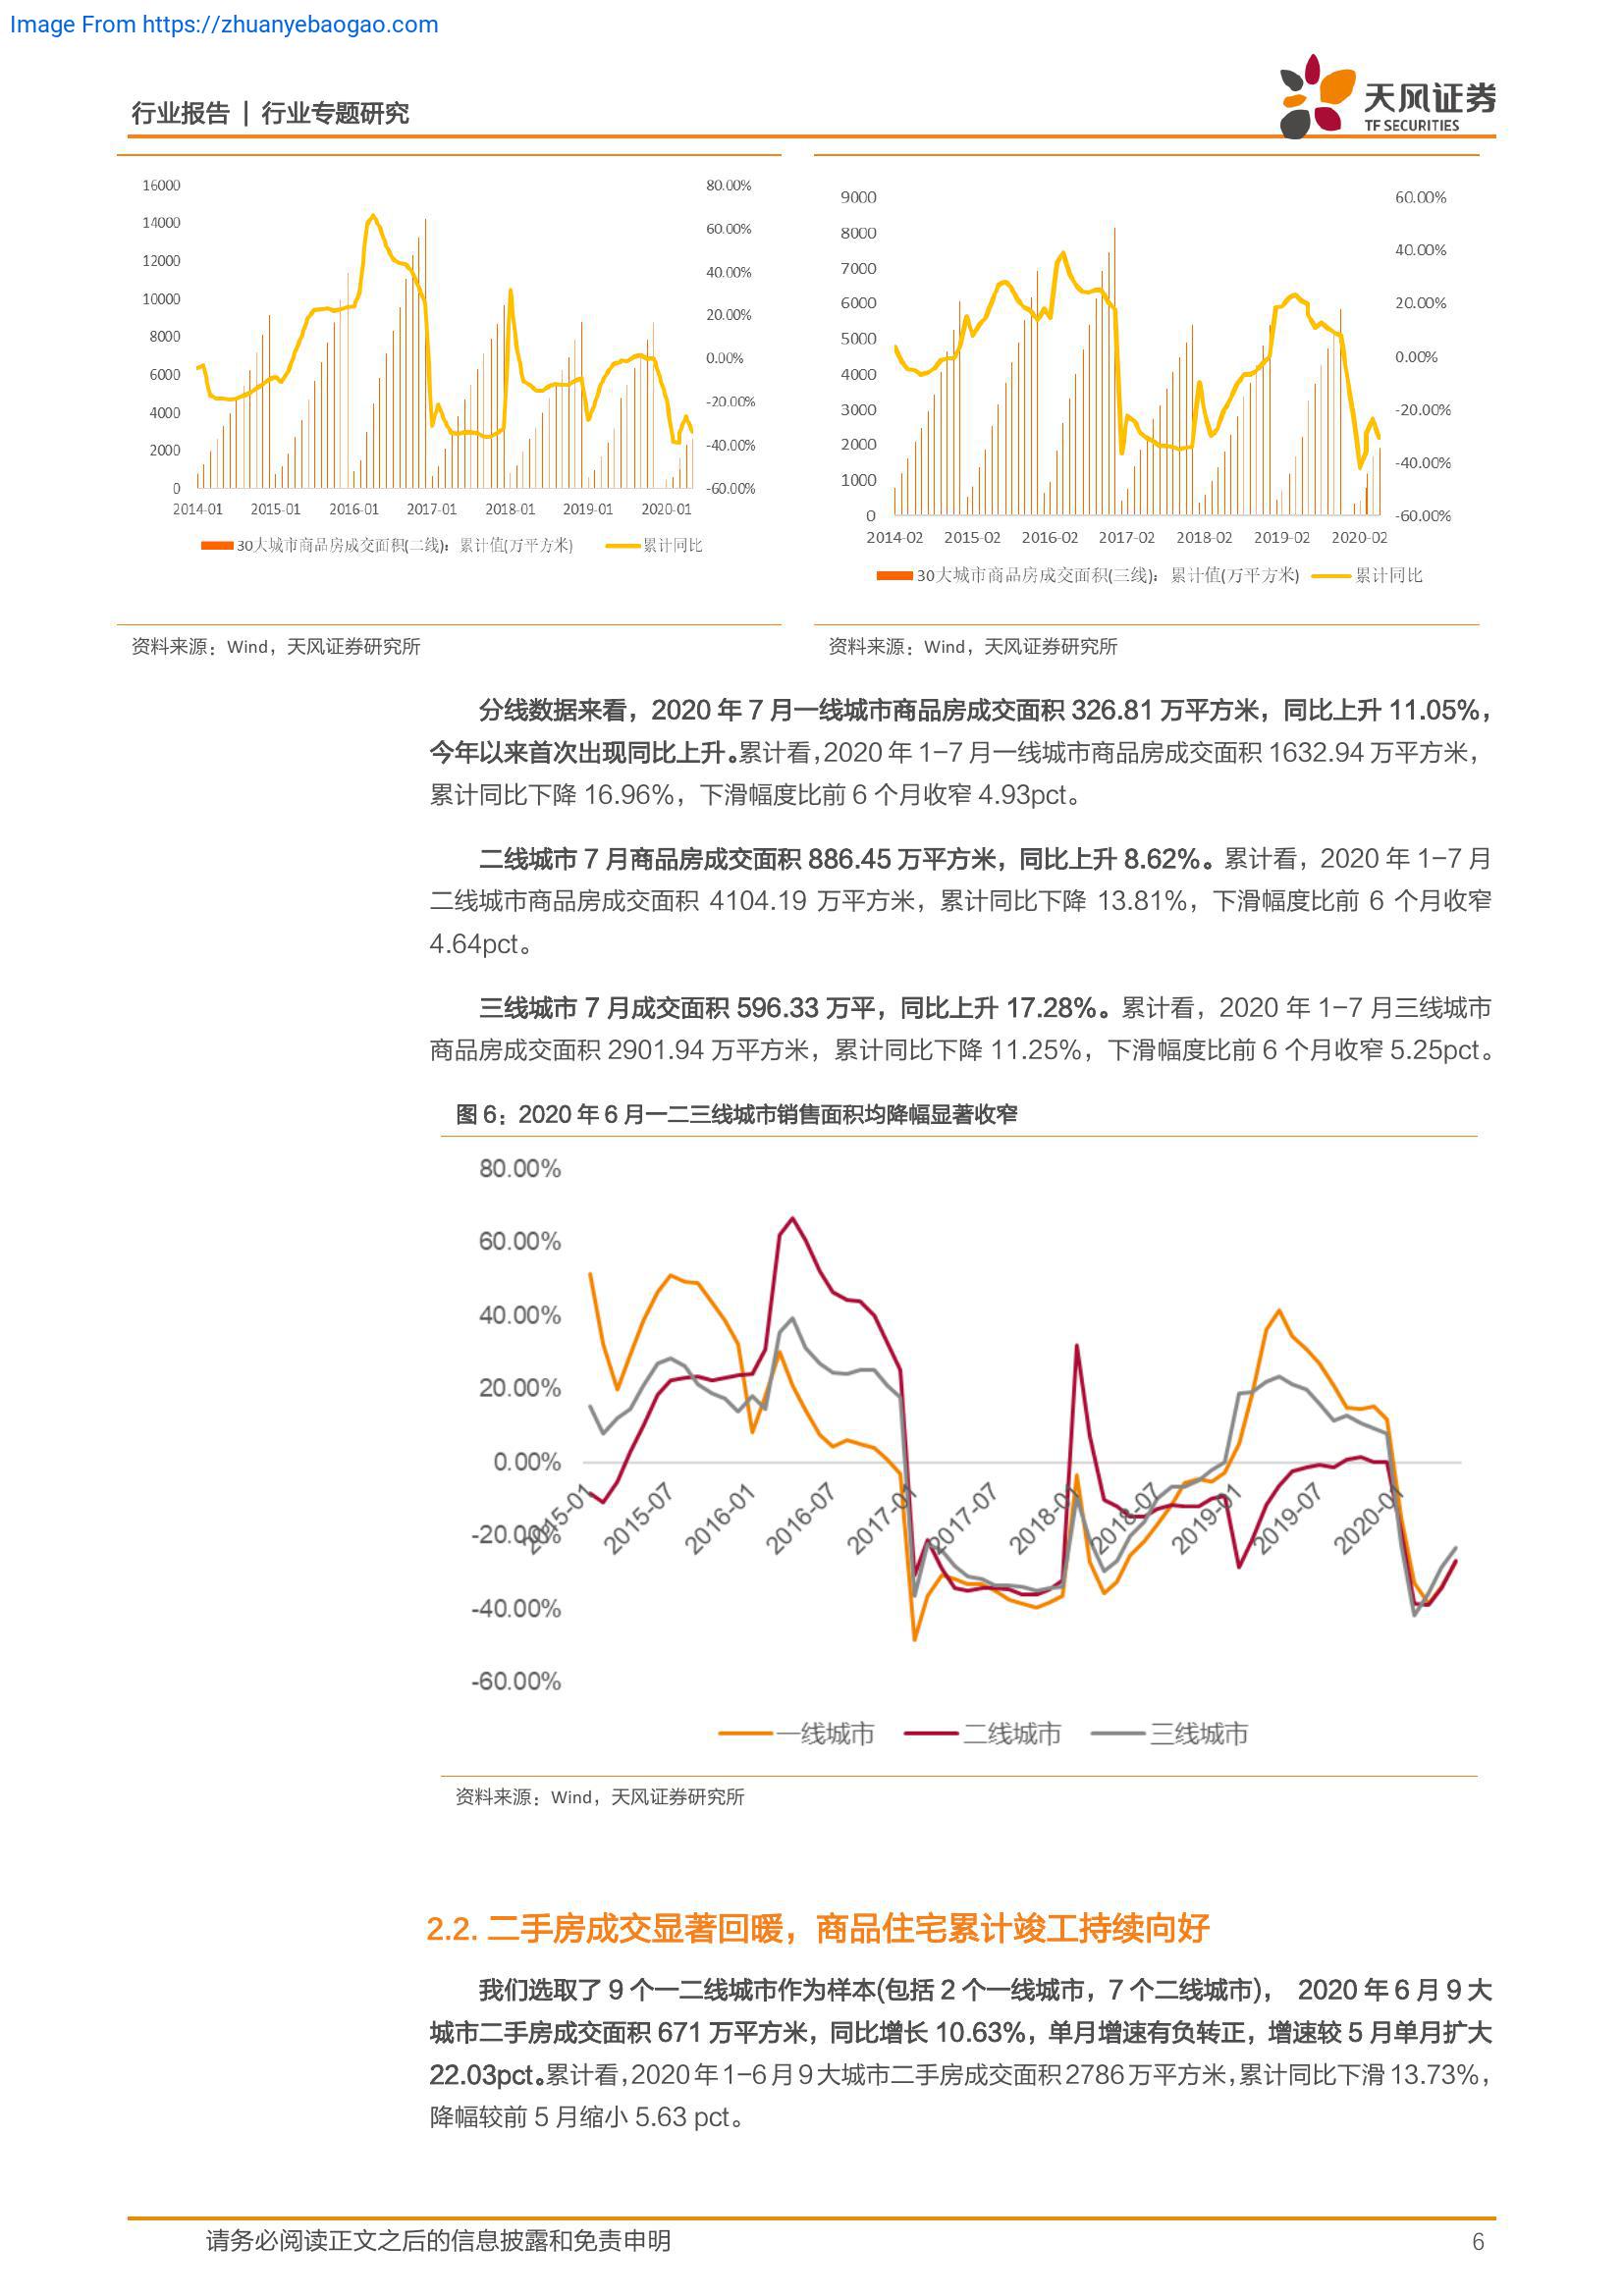 Image From https://zhuanyebaogao.com
行业报告 | 行业专题研究
天风证券
TF SECURITIES
16000
14000
12000
10000
8000
6000
4000
2000
0
80.00%
60.00%
40.00%
20.00%
0.00%
-20.00%
-40.00%
-60.00%
2014-01 2015-01 2016-01 2017-01 2018-01 2019-01 2020-01
30大城市商品房成交面积(二线)：累计值(万平方米) 累计同比
9000
8000
7000
6000
5000
4000
3000
2000
1000
0
60.00%
40.00%
20.00%
0.00%
-20.00%
-40.00%
-60.00%
2014-02 2015-02 2016-02 2017-02 2018-02 2019-02 2020-02
30大城市商品房成交面积(三线)：累计值(万平方米) 累计同比
资料来源：Wind，天风证券研究所
资料来源：Wind，天风证券研究所
分线数据来看，2020 年 7 月一线城市商品房成交面积 326.81 万平方米，同比上升 11.05%，
今年以来首次出现同比上升。累计看，2020 年 1-7 月一线城市商品房成交面积 1632.94 万平方米，
累计同比下降 16.96%，下滑幅度比前 6 个月收窄 4.93pct。
二线城市 7 月商品房成交面积 886.45 万平方米，同比上升 8.62%。累计看，2020 年 1-7 月
二线城市商品房成交面积 4104.19 万平方米，累计同比下降 13.81%，下滑幅度比前 6 个月收窄
4.64pct。
三线城市 7 月成交面积 596.33 万平，同比上升 17.28%。累计看，2020 年 1-7 月三线城市
商品房成交面积 2901.94 万平方米，累计同比下降 11.25%，下滑幅度比前 6 个月收窄 5.25pct。
图 6：2020 年 6 月一二三线城市销售面积均降幅显著收窄
80.00%
60.00%
40.00%
20.00%
0.00%
-20.00%
-40.00%
-60.00%
2015-01 2015-07 2016-01 2016-07 2017-01 2017-07 2018-01 2018-07 2019-01 2019-07 2020-01
一线城市 二线城市 三线城市
资料来源：Wind，天风证券研究所
2.2. 二手房成交显著回暖，商品住宅累计竣工持续向好
我们选取了 9 个一二线城市作为样本(包括 2 个一线城市，7 个二线城市)， 2020 年 6 月 9 大
城市二手房成交面积 671 万平方米，同比增长 10.63%，单月增速有负转正，增速较 5 月单月扩大
22.03pct。累计看，2020 年 1-6 月 9 大城市二手房成交面积 2786 万平方米，累计同比下滑 13.73%，
降幅较前 5 月缩小 5.63 pct。
请务必阅读正文之后的信息披露和免责申明
6